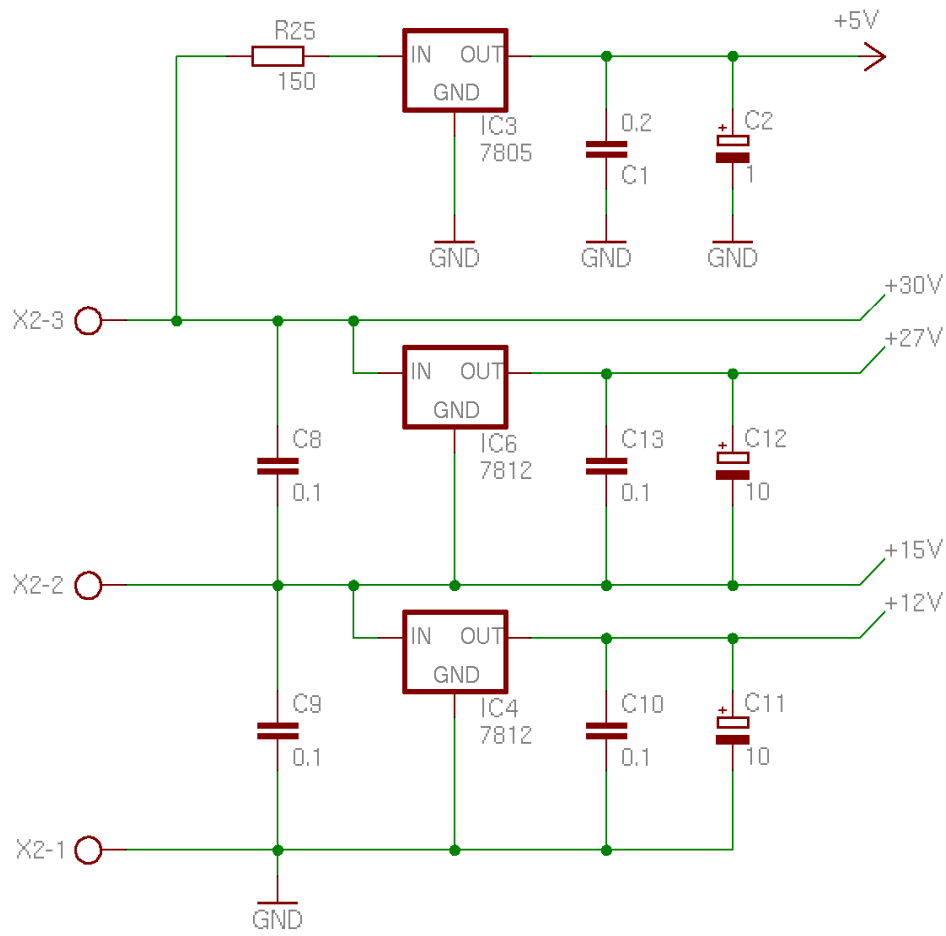 +5V
R25
150
IN OUT
GND
IC3
7805
0.2
C1
C2
+
1
GND
GND
GND
X2-3
+30V
+27V
IN OUT
GND
IC6
7812
C8
0.1
C13
0.1
C12
+
10
X2-2
+15V
+12V
IN OUT
GND
IC4
7812
C9
0.1
C10
0.1
C11
+
10
X2-1
GND